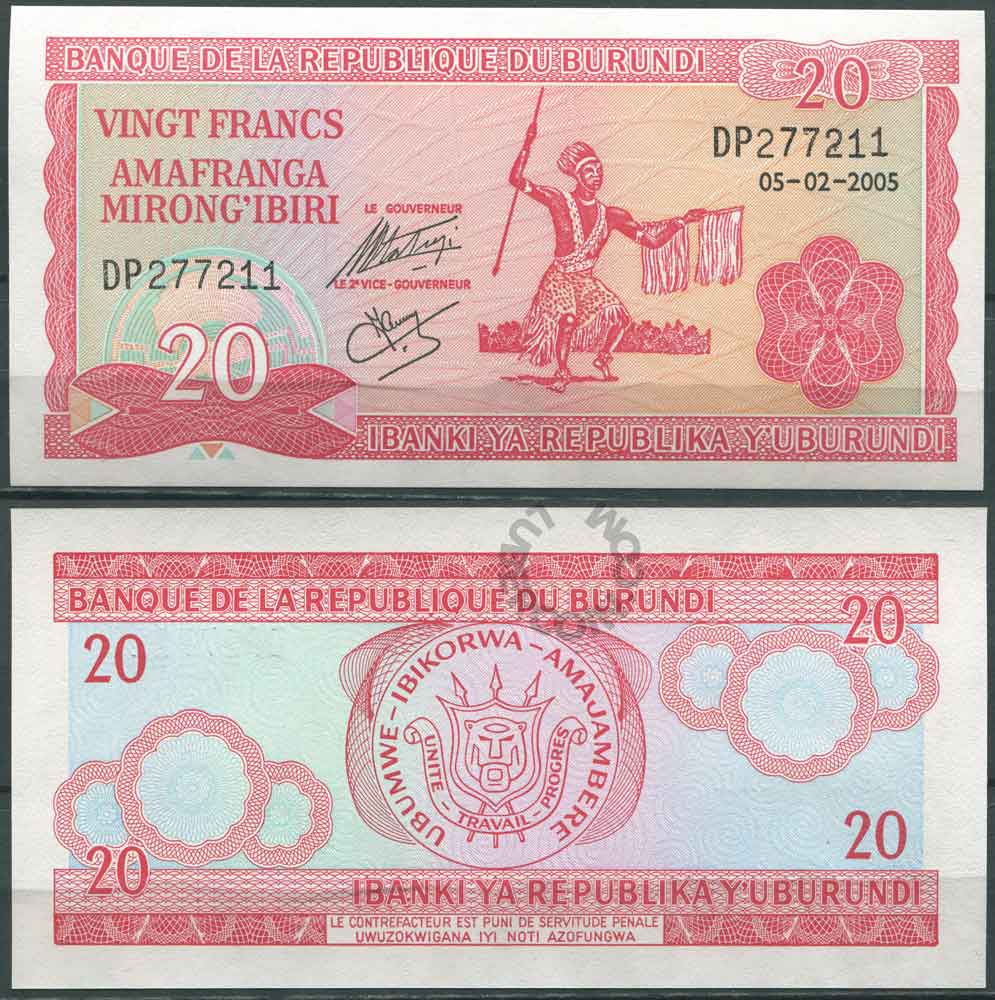 BANQUE DE LA REPUBLIQUE DU BURUNDI
20
VINGT FRANCS
AMAFRANGA
MIRONG'IBIRI
DP277211
05-02-2005
LE GOUVERNEUR
DP277211
LE 2e VICE-GOUVERNEUR
20
IBANKI YA REPUBLIKA Y'UBURUNDI
BANQUE DE LA REPUBLIQUE DU BURUNDI
20
20
UBUMWE-IBIKORWA-AMAJAMBERE
UNITE - TRAVAIL - PROGRES
20
20
IBANKI YA REPUBLIKA Y'UBURUNDI
LE CONTREFACTEUR EST PUNI DE SERVITUDE PENALE
UWUZOKWIGANA IYI NOTI AZOFUNGWA